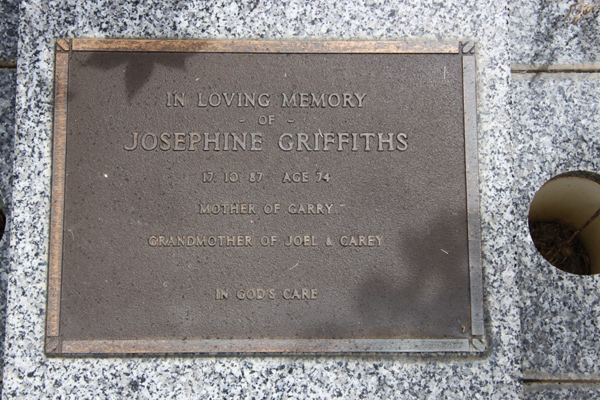 IN LOVING MEMORY
- OF -
JOSEPHINE GRIFFITHS
17. 10. 87 AGE 74
MOTHER OF GARRY.
GRANDMOTHER OF JOEL & CAREY
IN GOD'S CARE